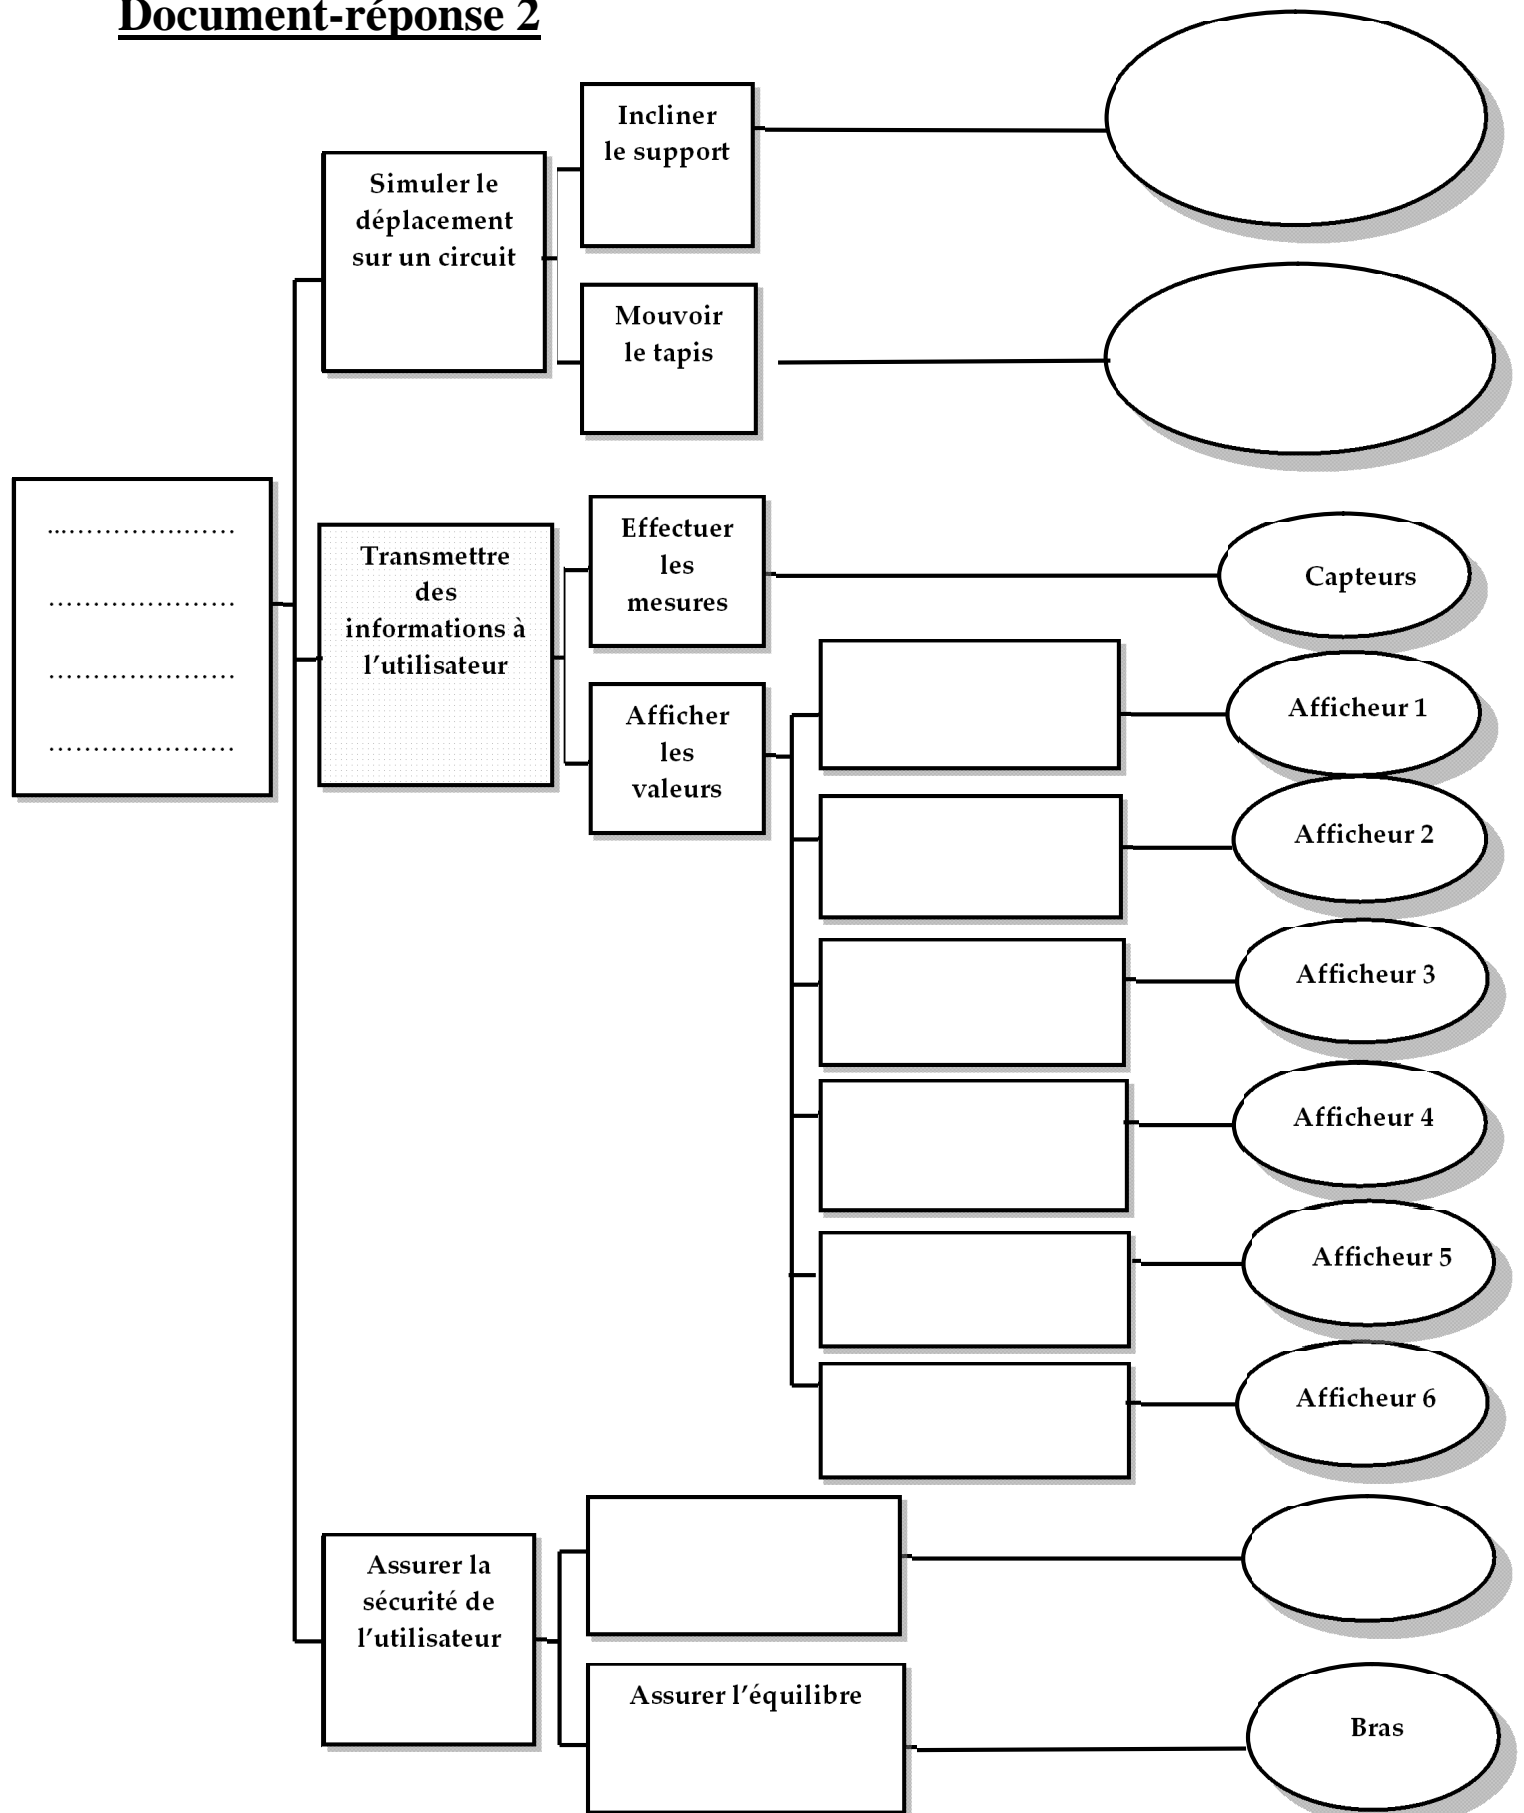 Document-réponse 2
Incliner
le support
Simuler le
déplacement
sur un circuit
Mouvoir
le tapis
...………….……
…………………
…………………
…………………
Transmettre
des
informations à
l’utilisateur
Effectuer
les
mesures
Capteurs
Afficher
les
valeurs
Afficheur 1
Afficheur 2
Afficheur 3
Afficheur 4
Afficheur 5
Afficheur 6
Assurer la
sécurité de
l’utilisateur
Assurer l’équilibre
Bras